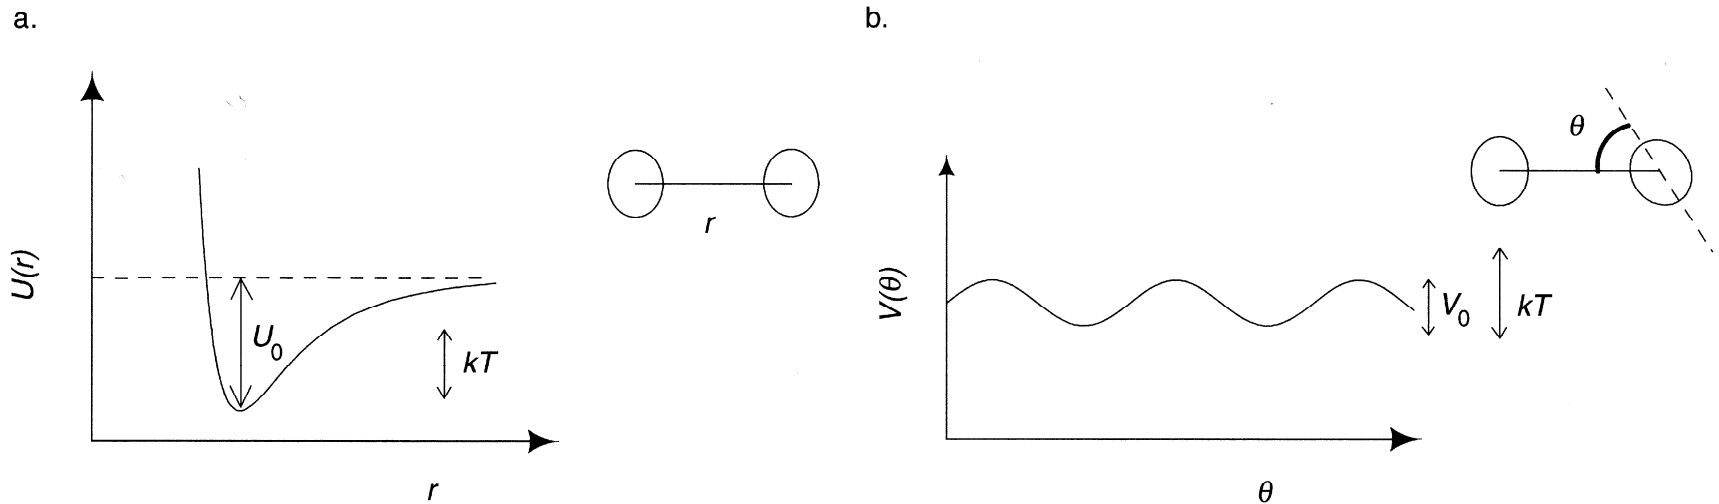 a.
U(r)
U₀
kT
r
r
b.
V(θ)
V₀
kT
θ
θ